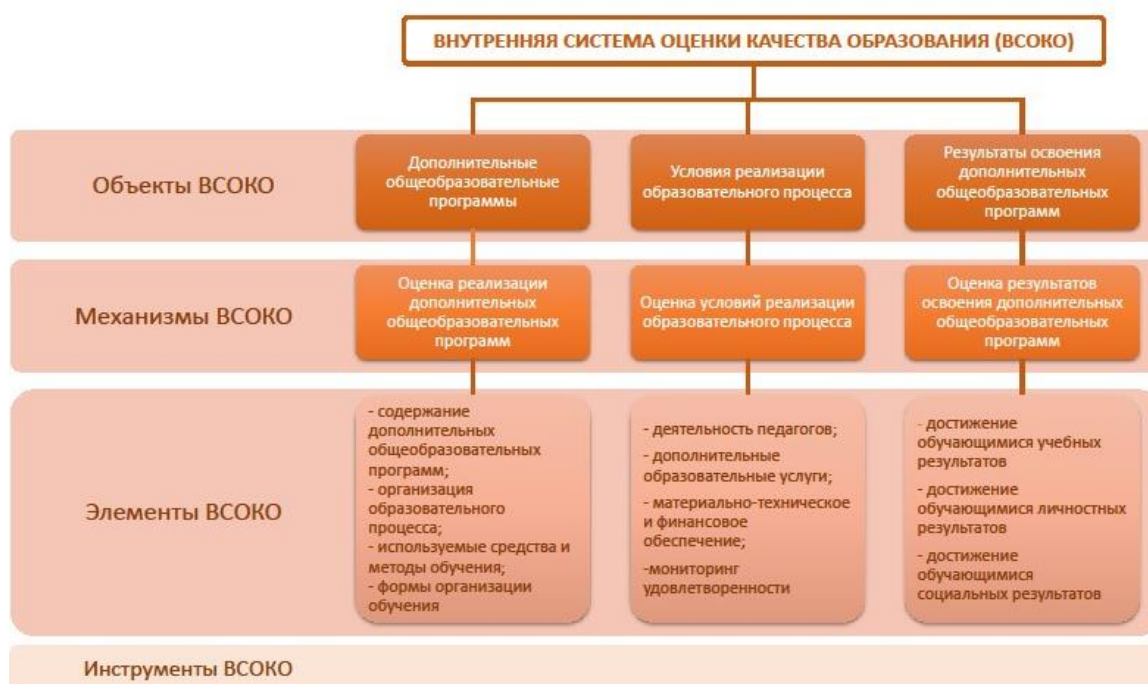 ВНУТРЕННЯЯ СИСТЕМА ОЦЕНКИ КАЧЕСТВА ОБРАЗОВАНИЯ (ВСОКО)
Объекты ВСОКО
Дополнительные
общеобразовательные
программы
Условия реализации
образовательного процесса
Результаты освоения
дополнительных
общеобразовательных
программ
Механизмы ВСОКО
Оценка реализации
дополнительных
общеобразовательных
программ
Оценка условий реализации
образовательного процесса
Оценка результатов
освоения дополнительных
общеобразовательных
программ
Элементы ВСОКО
- содержание
дополнительных
общеобразовательных
программ;
- организация
образовательного
процесса;
- используемые средства и
методы обучения;
- формы организации
обучения
- деятельность педагогов;
- дополнительные
образовательные услуги;
- материально-техническое
и финансовое
обеспечение;
-мониторинг
удовлетворенности
- достижение
обучающимися учебных
результатов
- достижение
обучающимися личностных
результатов
- достижение
обучающимися
социальных результатов
Инструменты ВСОКО